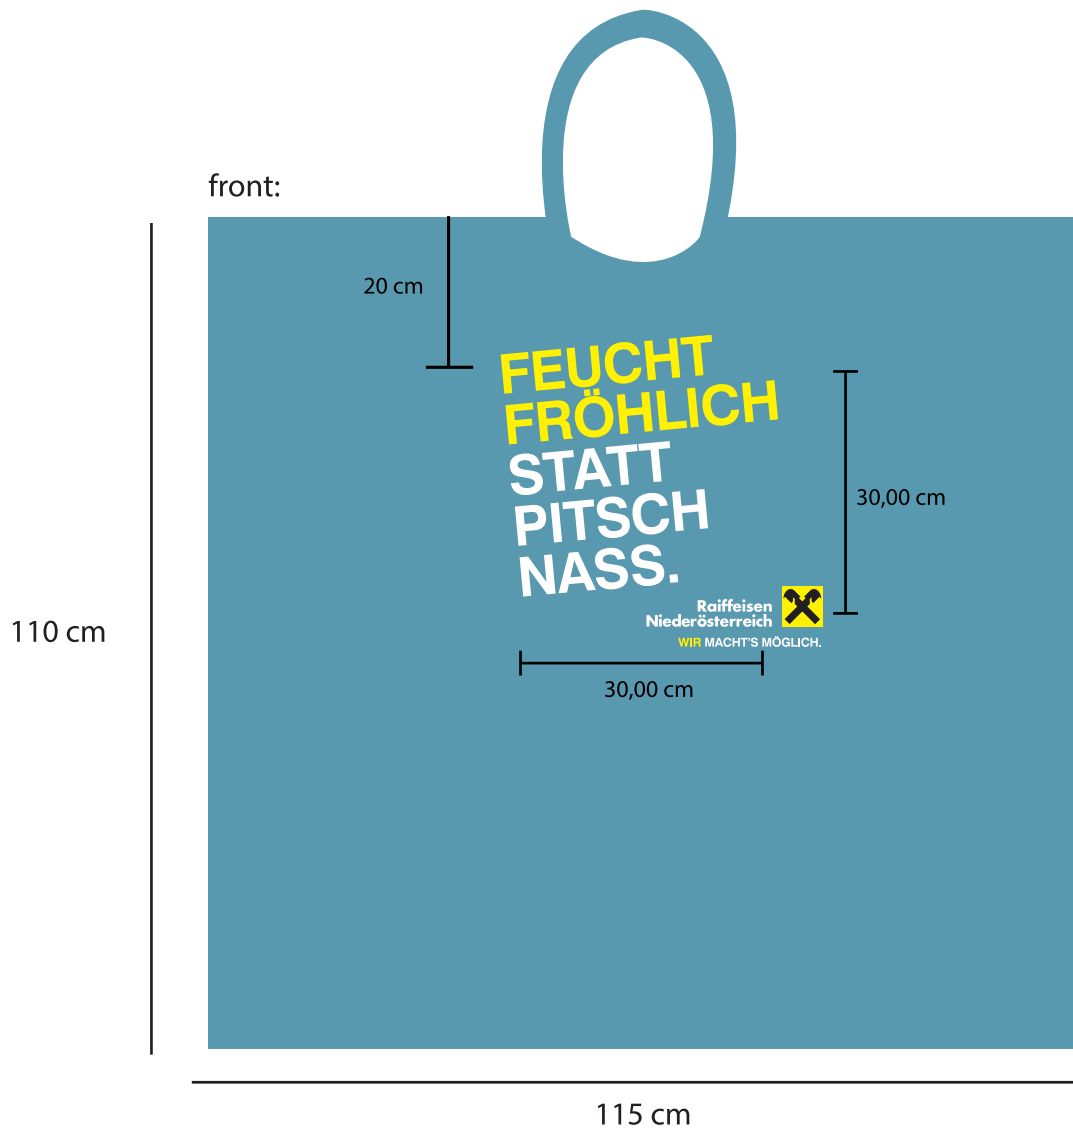 front:
20 cm
FEUCHT
FRÖHLICH
STATT
PITSCH
NASS.
30,00 cm
Raiffeisen
Niederösterreich
WIR MACHT'S MÖGLICH.
30,00 cm
110 cm
115 cm